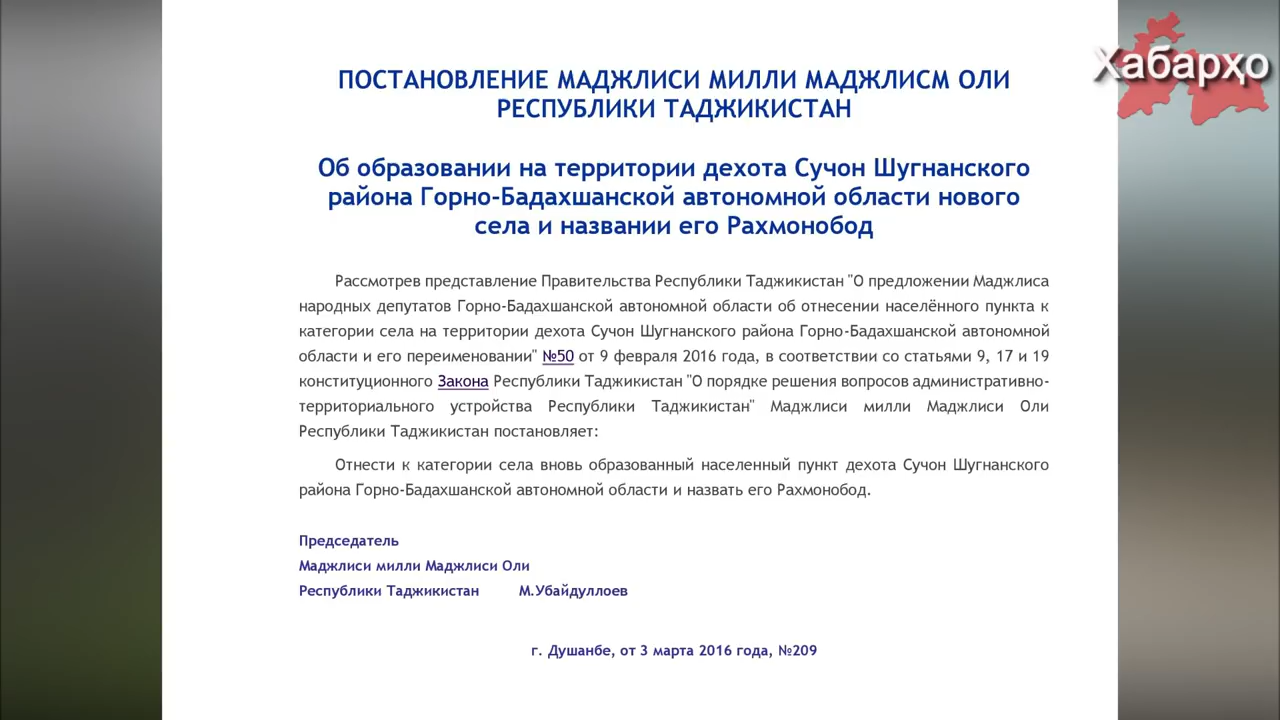 Хабарҳо
ПОСТАНОВЛЕНИЕ МАДЖЛИСИ МИЛЛИ МАДЖЛИСМ ОЛИ
РЕСПУБЛИКИ ТАДЖИКИСТАН
Об образовании на территории дехота Сучон Шугнанского
района Горно-Бадахшанской автономной области нового
села и названии его Рахмонобод
Рассмотрев представление Правительства Республики Таджикистан "О предложении Маджлиса
народных депутатов Горно-Бадахшанской автономной области об отнесении населённого пункта к
категории села на территории дехота Сучон Шугнанского района Горно-Бадахшанской автономной
области и его переименовании" №50 от 9 февраля 2016 года, в соответствии со статьями 9, 17 и 19
конституционного Закона Республики Таджикистан "О порядке решения вопросов административно-
территориального устройства Республики Таджикистан" Маджлиси милли Маджлиси Оли
Республики Таджикистан постановляет:
Отнести к категории села вновь образованный населенный пункт дехота Сучон Шугнанского
района Горно-Бадахшанской автономной области и назвать его Рахмонобод.
Председатель
Маджлиси милли Маджлиси Оли
Республики Таджикистан М.Убайдуллоев
г. Душанбе, от 3 марта 2016 года, №209